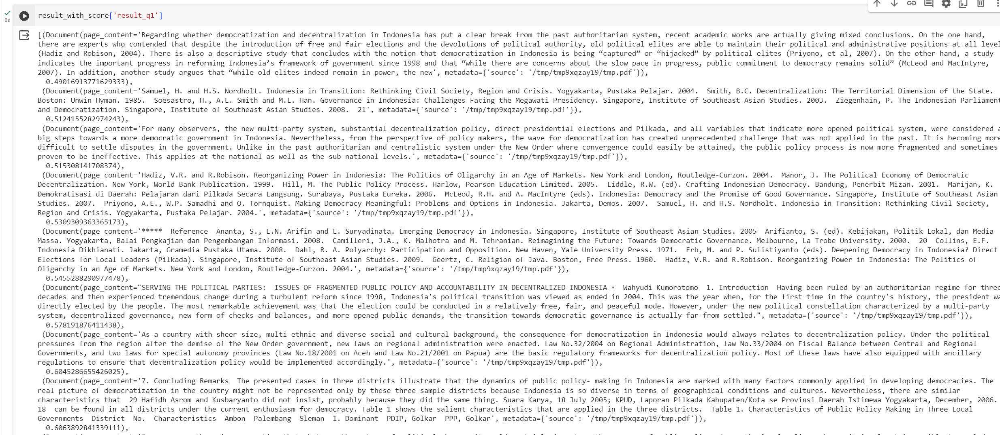 result_with_score['result_q1']
0s
[(Document(page_content='Regarding whether democratization and decentralization in Indonesia has put a clear break from the past authoritarian system, recent academic works are actually giving mixed conclusions. On the one hand,
there are experts who contended that despite the introduction of free and fair elections and the devolutions of political authority, old political elites are able to maintain their political and administrative positions at all level
(Hadiz and Robison, 2004). There is also a descriptive study that concludes with the notion that democratization in Indonesia is being “captured” or “hijacked” by political elites (Priyono, et al, 2007). On the other hand, a study
indicates the important progress in reforming Indonesia’s framework of government since 1998 and that “while there are concerns about the slow pace in progress, public commitment to democracy remains solid” (McLeod and MacIntyre,
2007). In addition, another study argues that “while old elites indeed remain in power, the new', metadata={'source': '/tmp/tmp9xqzay19/tmp.pdf'}),
0.49016913771629333),
(Document(page_content='Samuel, H. and H.S. Nordholt. Indonesia in Transition: Rethinking Civil Society, Region and Crisis. Yogyakarta, Pustaka Pelajar. 2004.  Smith, B.C. Decentralization: The Territorial Dimension of the State.
Boston: Unwin Hyman. 1985.  Soesastro, H., A.L. Smith and M.L. Han. Governance in Indonesia: Challenges Facing the Megawati Presidency. Singapore, Institute of Southeast Asian Studies. 2003.  Ziegenhain, P. The Indonesian Parliament
and Democratization. Singapore, Institute of Southeast Asian Studies. 2008.  21', metadata={'source': '/tmp/tmp9xqzay19/tmp.pdf'}),
0.5124155282974243),
(Document(page_content='For many observers, the new multi-party system, substantial decentralization policy, direct presidential elections and Pilkada, and all variables that indicate more opened political system, were considered a
big steps towards a more democratic government in Indonesia. Nevertheless, from the perspective of policy makers, the wave for democratization has created unprecedented challenge that was not applied in the past. It is becoming more
difficult to settle disputes in the government. Unlike in the past authoritarian and centralistic system under the New Order where convergence could easily be attained, the public policy process is now more fragmented and sometimes
proven to be ineffective. This applies at the national as well as the sub-national levels.', metadata={'source': '/tmp/tmp9xqzay19/tmp.pdf'}),
0.515308141708374),
(Document(page_content='Hadiz, V.R. and R.Robison. Reorganizing Power in Indonesia: The Politics of Oligarchy in an Age of Markets. New York and London, Routledge-Curzon. 2004.  Manor, J. The Political Economy of Democratic
Decentralization. New York, World Bank Publication. 1999.  Hill, M. The Public Policy Process. Harlow, Pearson Education Limited. 2005.  Liddle, R.W. (ed). Crafting Indonesian Democracy. Bandung, Penerbit Mizan. 2001.  Marijan, K.
Demokratisasi di Daerah: Pelajaran dari Pilkada Secara Langsung. Surabaya, Pustaka Eureka. 2006.  McLeod, R.H. and A. MacIntyre (eds). Indonesia: Democracy and the Promise of Good Governance. Singapore, Institute of Southeast Asian
Studies. 2007.  Priyono, A.E., W.P. Samadhi and O. Tornquist. Making Democracy Meaningful: Problems and Options in Indonesia. Jakarta, Demos. 2007.  Samuel, H. and H.S. Nordholt. Indonesia in Transition: Rethinking Civil Society,
Region and Crisis. Yogyakarta, Pustaka Pelajar. 2004.', metadata={'source': '/tmp/tmp9xqzay19/tmp.pdf'}),
0.5309309363365173),
(Document(page_content='*****  Reference  Ananta, S., E.N. Arifin and L. Suryadinata. Emerging Democracy in Indonesia. Singapore, Institute of Southeast Asian Studies. 2005  Arifianto, S. (ed). Kebijakan, Politik Lokal, dan Media
Massa. Yogyakarta, Balai Pengkajian dan Pengembangan Informasi. 2008.  Camilleri, J.A., K. Malhotra and M. Tehranian. Reimagining the Future: Towards Democratic Governance. Melbourne, La Trobe University. 2000.  20  Collins, E.F.
Indonesia Dikhianati. Jakarta, Gramedia Pustaka Utama. 2008.  Dahl, R. A. Polyarchy: Participation and Opposition. New Haven, Yale University Press. 1971.  Erb, M. and P. Sulistiyanto (eds). Deepening Democracy in Indonesia? Direct
Elections for Local Leaders (Pilkada). Singapore, Institute of Southeast Asian Studies. 2009.  Geertz, C. Religion of Java. Boston, Free Press. 1960.  Hadiz, V.R. and R.Robison. Reorganizing Power in Indonesia: The Politics of
Oligarchy in an Age of Markets. New York and London, Routledge-Curzon. 2004.', metadata={'source': '/tmp/tmp9xqzay19/tmp.pdf'}),
0.5455288290977478),
(Document(page_content="SERVING THE POLITICAL PARTIES:  ISSUES OF FRAGMENTED PUBLIC POLICY AND ACCOUNTABILITY IN DECENTRALIZED INDONESIA *  Wahyudi Kumorotomo  1. Introduction  Having been ruled by an authoritarian regime for three
decades and then experienced tremendous change during a turbulent reform since 1998, Indonesia's political transition was viewed as ended in 2004. This was the year when, for the first time in the country's history, the president wa
directly elected by the people. The most remarkable achievement was that the election could be conducted in a relatively free, fair, and peaceful mode. However, under the new political constellation characterized by a multi-party
system, decentralized governance, new form of checks and balances, and more opened public demands, the transition towards democratic governance is actually far from settled.", metadata={'source': '/tmp/tmp9xqzay19/tmp.pdf'}),
0.578191876411438),
(Document(page_content='As a country with sheer size, multi-ethnic and diverse social and cultural background, the consequence for democratization in Indonesia would always relates to decentralization policy. Under the political
pressures from the region after the demise of the New Order government, new laws on regional administration were enacted. Law No.32/2004 on Regional Administration, law No.33/2004 on Fiscal Balance between Central and Regional
Governments, and two laws for special autonomy provinces (Law No.18/2001 on Aceh and Law No.21/2001 on Papua) are the basic regulatory frameworks for decentralization policy. Most of these laws have also equipped with ancillary
regulations to ensure that decentralization policy would be implemented accordingly.', metadata={'source': '/tmp/tmp9xqzay19/tmp.pdf'}),
0.6045286655426025),
(Document(page_content='7. Concluding Remarks  The presented cases in three districts illustrate that the dynamics of public policy- making in Indonesia are marked with many factors commonly applied in developing democracies. The
real picture of democratization in the country might not be represented only by these three sample districts because Indonesia is so diverse in terms of geographical conditions and cultures. Nevertheless, there are similar
characteristics that  29 Hafidh Asrom and Kusbaryanto did not insist, probably because they did the same thing. Suara Karya, 18 July 2005; KPUD, Laporan Pilkada Kabupaten/Kota se Provinsi Daerah Istimewa Yogyakarta, December, 2006.
18  can be found in all districts under the current enthusiasm for democracy. Table 1 shows the salient characteristics that are applied in the three districts.  Table 1. Characteristics of Public Policy Making in Three Local
Governments  District  No.  Characteristics  Ambon  Palembang  Sleman  1. Dominant  PDIP, Golkar  PPP, Golkar', metadata={'source': '/tmp/tmp9xqzay19/tmp.pdf'}),
0.6063892841339111),